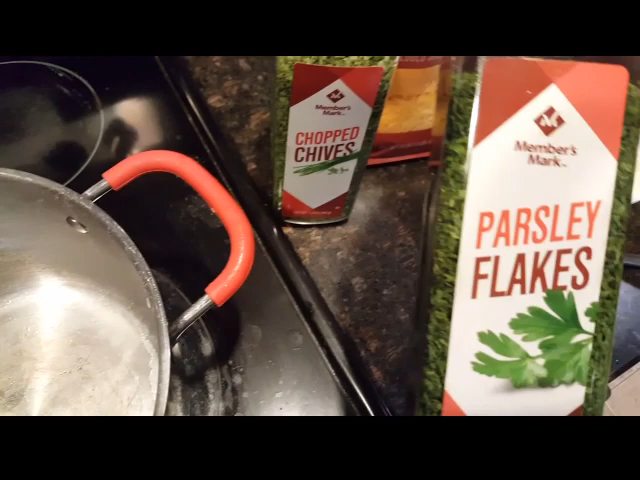 Member's
Mark
CHOPPED
CHIVES
Member's
Mark
PARSLEY
FLAKES